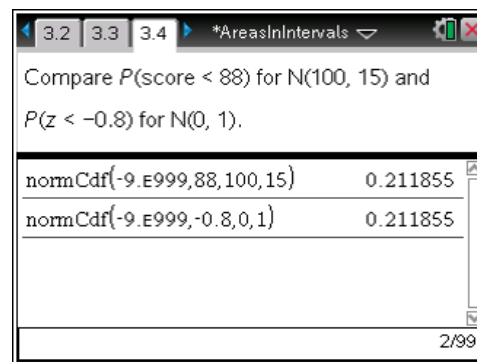 3.2 3.3 3.4 *AreasInIntervals
Compare P(score < 88) for N(100, 15) and
P(z < −0.8) for N(0, 1).
normCdf(-9.E999,88,100,15) 0.211855
normCdf(-9.E999,-0.8,0,1) 0.211855
2/99